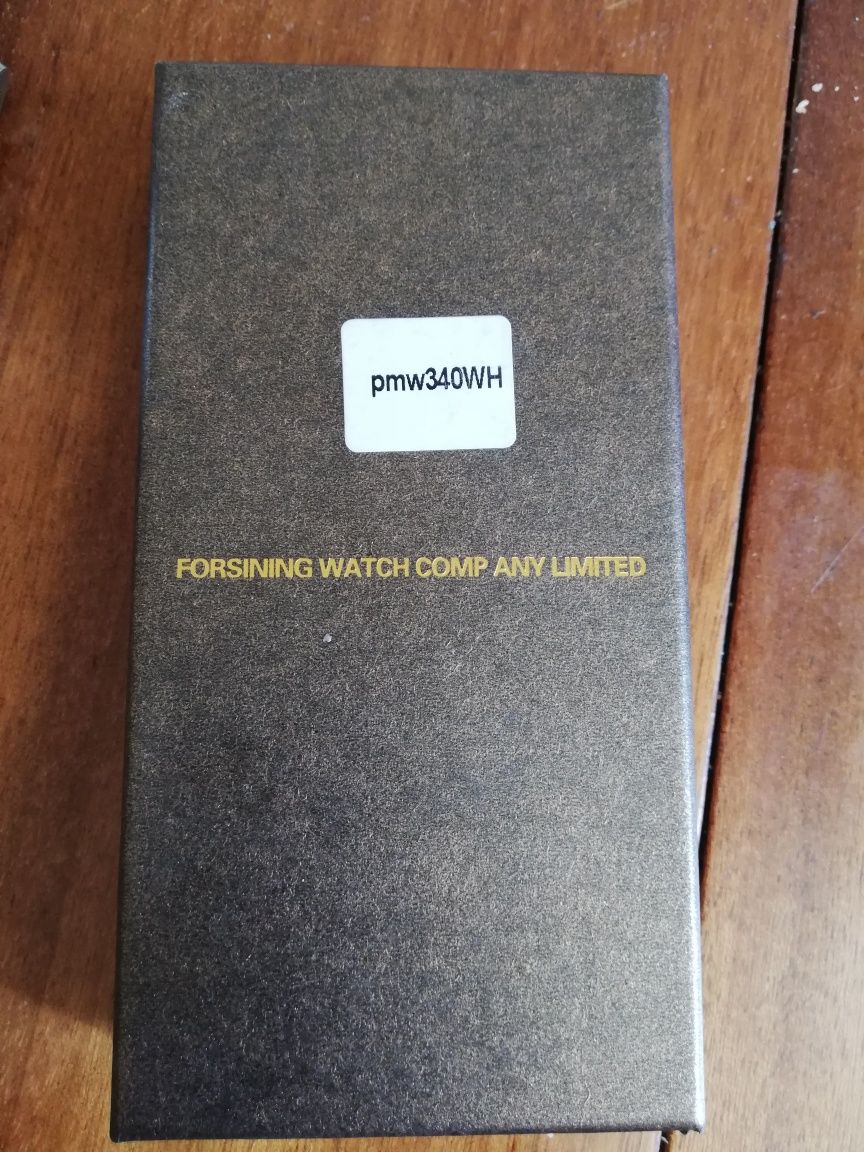 pmw340WH
FORSINING WATCH COMP ANY LIMITED